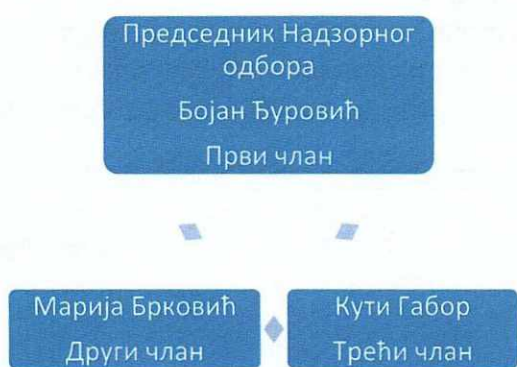 Председник Надзорног
одбора
Бојан Ђуровић
Први члан
Марија Брковић
Други члан
Кути Габор
Трећи члан